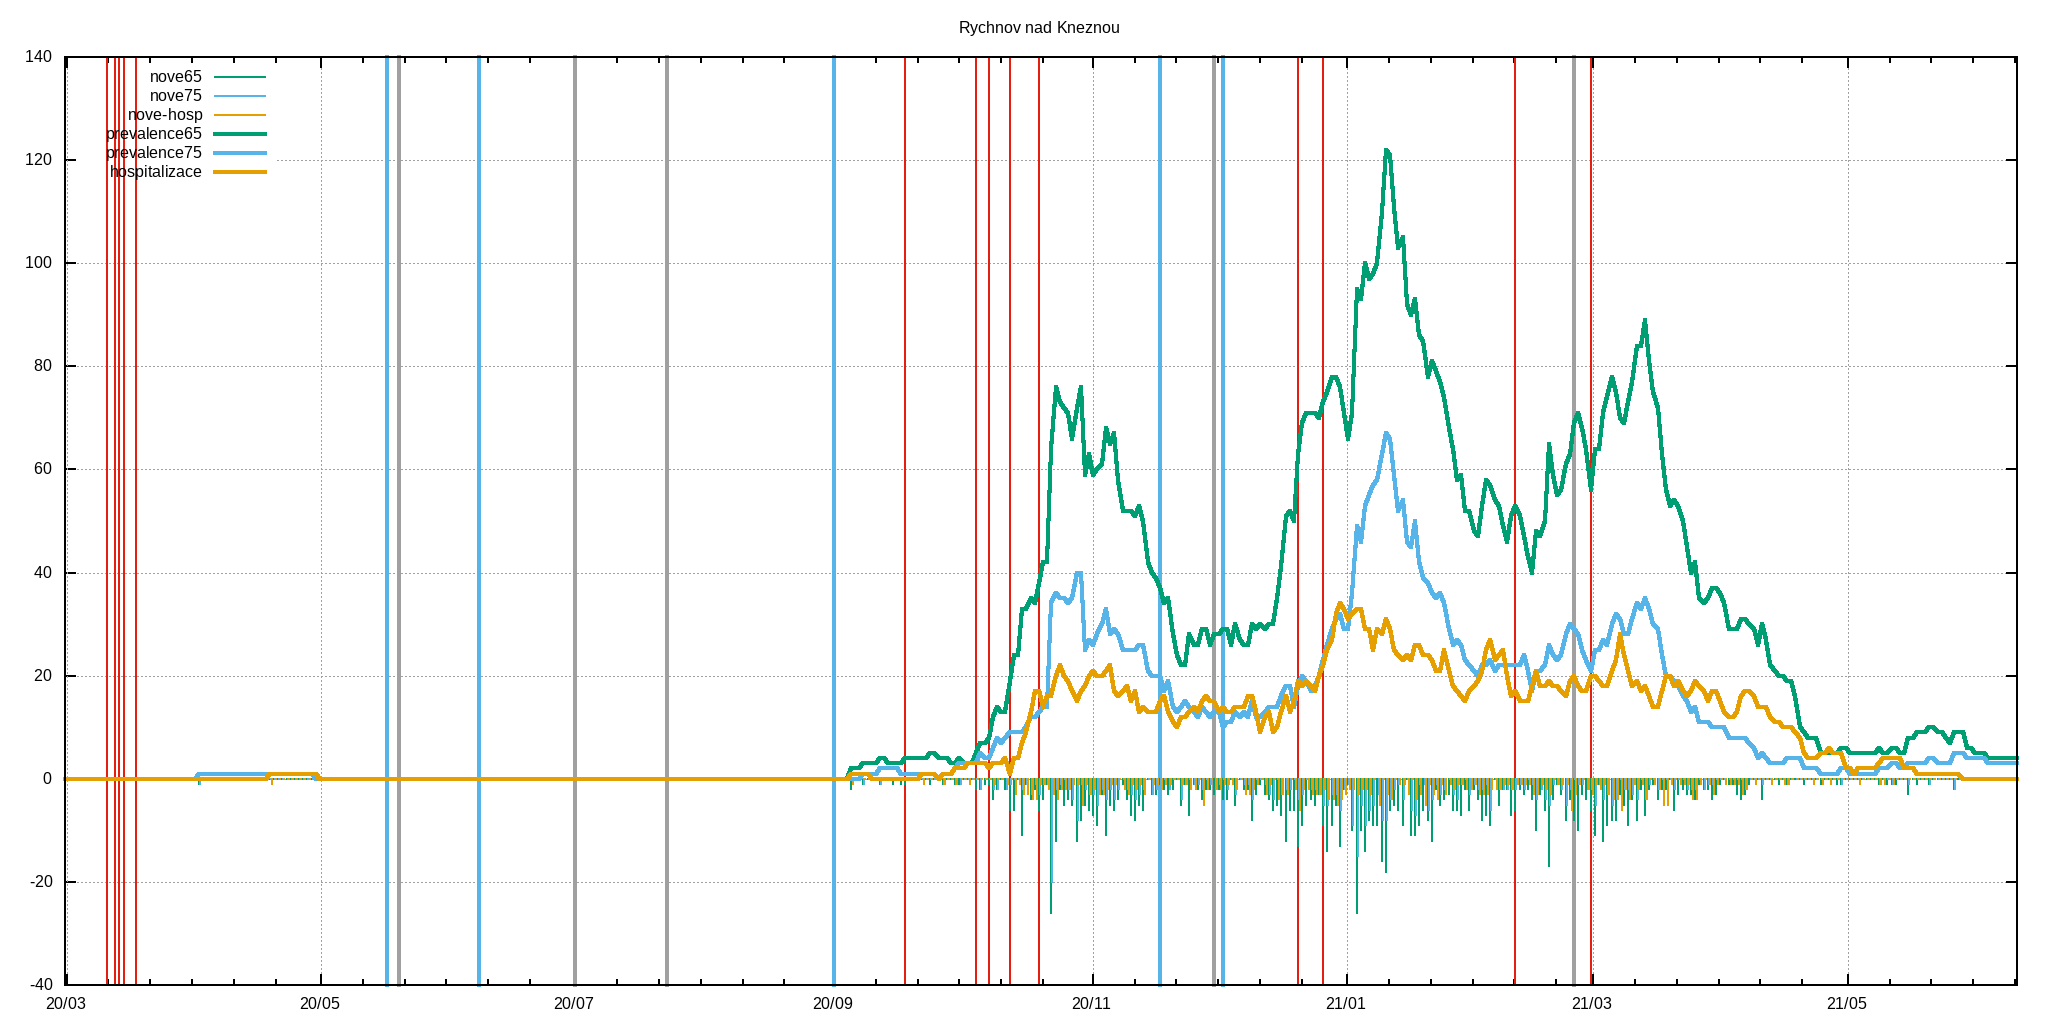 Rychnov nad Kneznou
140
120
100
80
60
40
20
0
-20
-40
nove65
nove75
nove-hosp
prevalence65
prevalence75
hospitalizace
20/03 20/05 20/07 20/09 20/11 21/01 21/03 21/05